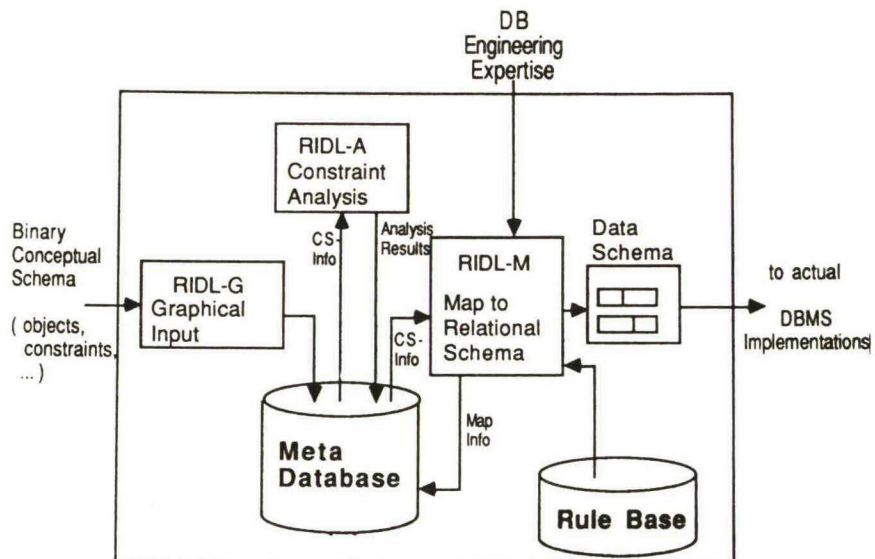 DB
Engineering
Expertise
RIDL-A
Constraint
Analysis
Binary
Conceptual
Schema
( objects,
constraints,
... )
RIDL-G
Graphical
Input
CS-
Info
Analysis
Results
CS-
Info
RIDL-M
Map to
Relational
Schema
Data
Schema
to actual
DBMS
Implementations
Map
Info
Meta
Database
Rule Base